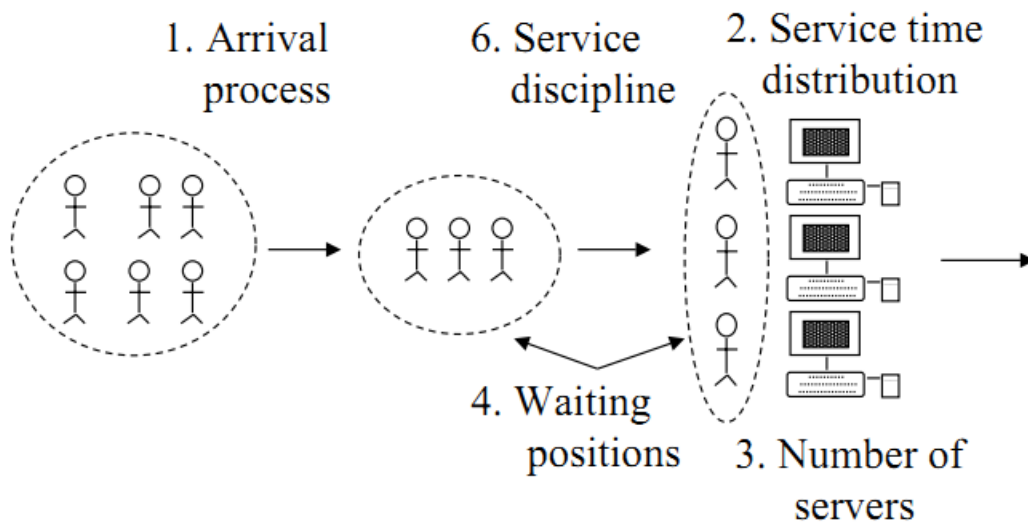 1. Arrival
process
6. Service
discipline
2. Service time
distribution
4. Waiting
positions
3. Number of
servers